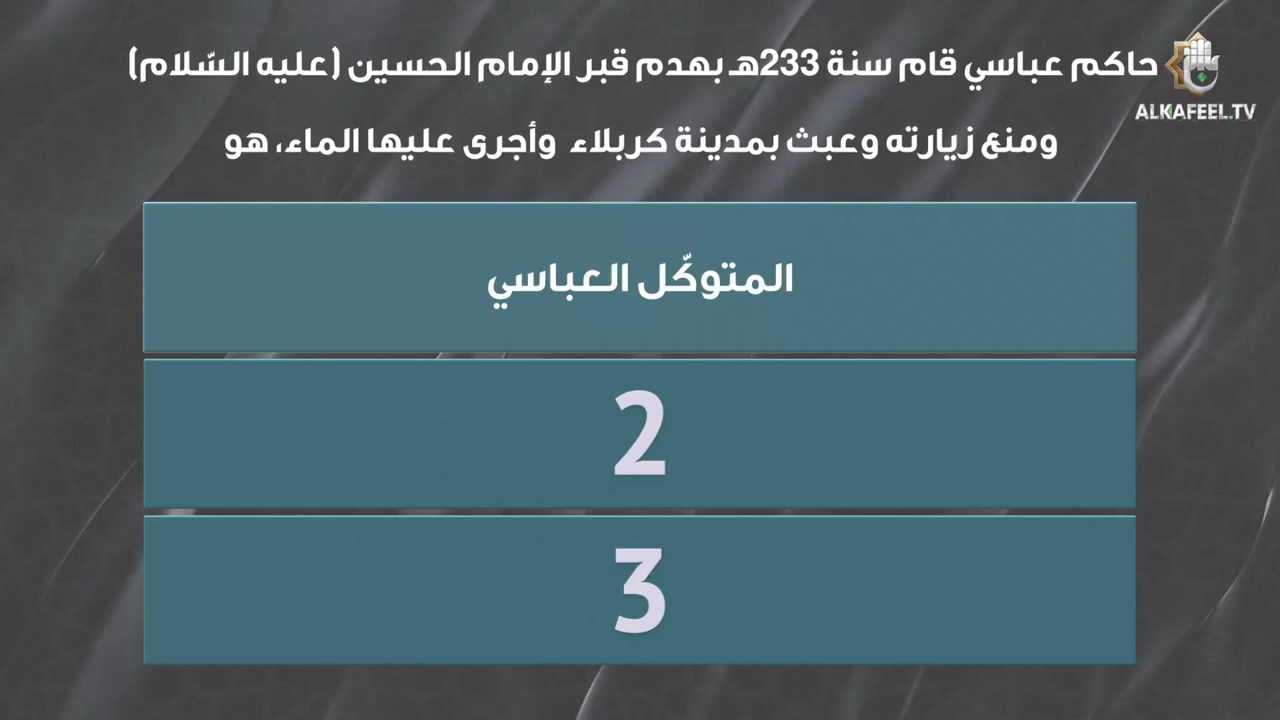 حاكم عباسي قام سنة 233هـ بهدم قبر الإمام الحسين (عليه السّلام)
ومنع زيارته وعبث بمدينة كربلاء وأجرى عليها الماء، هو
ALKAFEEL.TV
المتوكّل العباسي
2
3